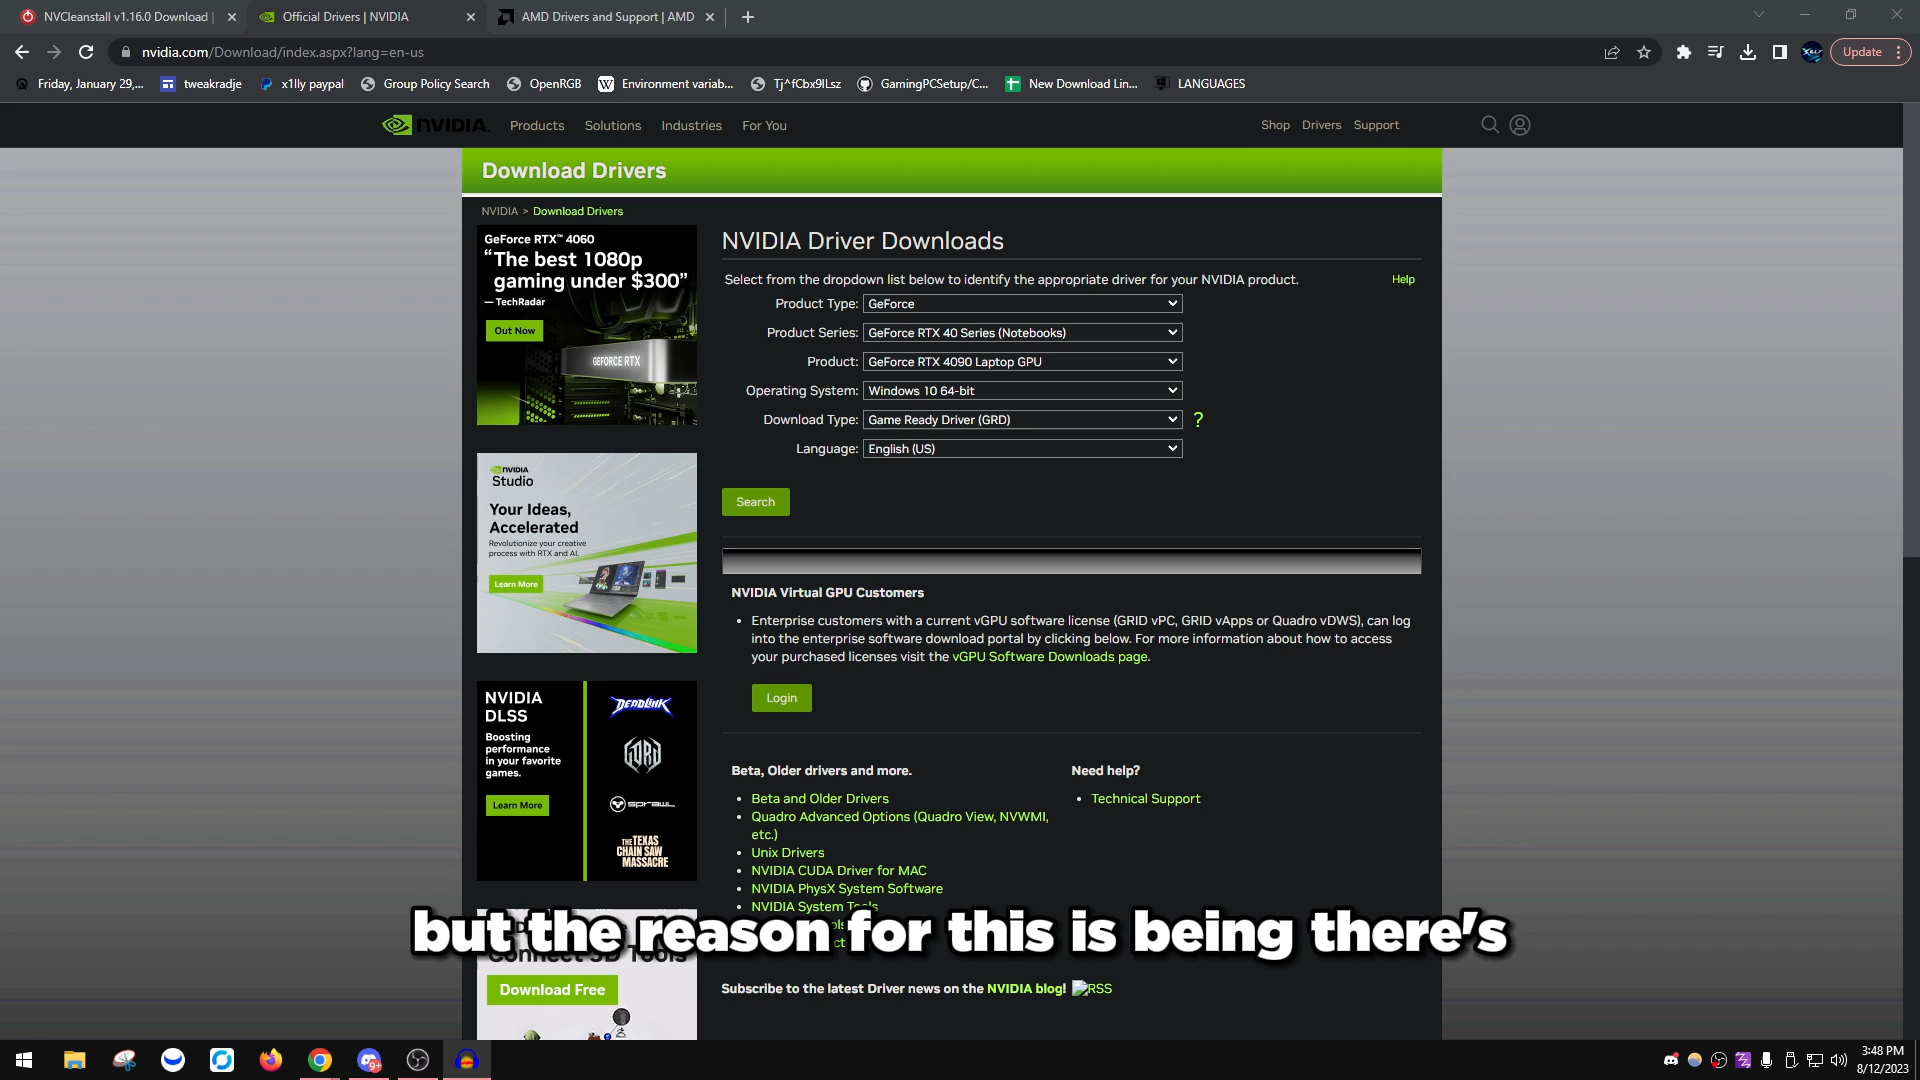 NVCleanstall v1.16.0 Download |
Official Drivers | NVIDIA
AMD Drivers and Support | AMD
nvidia.com/Download/index.aspx?lang=en-us
Update
Friday, January 29,...
tweakradje
x1lly paypal
Group Policy Search
OpenRGB
Environment variab...
Tj^fCbx9ILsz
GamingPCSetup/C...
New Download Lin...
LANGUAGES
NVIDIA.
Products
Solutions
Industries
For You
Shop
Drivers
Support
Download Drivers
NVIDIA > Download Drivers
GeForce RTX™ 4060
“The best 1080p
gaming under $300”
— TechRadar
Out Now
GEFORCE RTX
NVIDIA Driver Downloads
Select from the dropdown list below to identify the appropriate driver for your NVIDIA product.
Help
Product Type: GeForce
Product Series: GeForce RTX 40 Series (Notebooks)
Product: GeForce RTX 4090 Laptop GPU
Operating System: Windows 10 64-bit
Download Type: Game Ready Driver (GRD)
?
Language: English (US)
Search
NVIDIA
Studio
Your Ideas,
Accelerated
Revolutionize your creative
process with RTX and AI.
Learn More
NVIDIA Virtual GPU Customers
Enterprise customers with a current vGPU software license (GRID vPC, GRID vApps or Quadro vDWS), can log
into the enterprise software download portal by clicking below. For more information about how to access
your purchased licenses visit the vGPU Software Downloads page.
Login
NVIDIA
DLSS
Boosting
performance
in your favorite
games.
Learn More
DEADLINK
GORD
SPRAWL
THE TEXAS
CHAIN SAW
MASSACRE
Beta, Older drivers and more.
Beta and Older Drivers
Quadro Advanced Options (Quadro View, NVWMI,
etc.)
Unix Drivers
NVIDIA CUDA Driver for MAC
NVIDIA PhysX System Software
NVIDIA System Tools
Need help?
Technical Support
but the reason for this is being there's
Connect 3D Tools
Download Free
Subscribe to the latest Driver news on the NVIDIA blog! RSS
9+
3:48 PM
8/12/2023